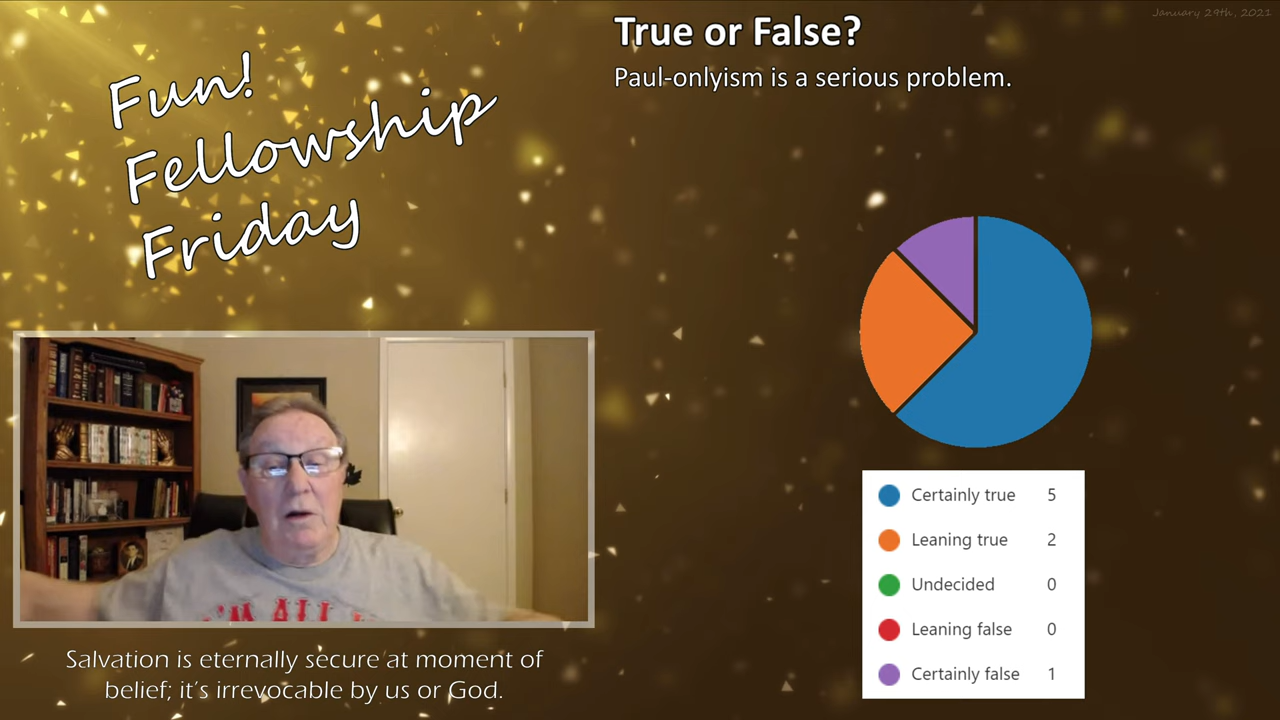 January 29th, 2021
Fun!
Fellowship
Friday
True or False?
Paul-onlyism is a serious problem.
Certainly true 5
Leaning true 2
Undecided 0
Leaning false 0
Certainly false 1
Salvation is eternally secure at moment of
belief; it's irrevocable by us or God.